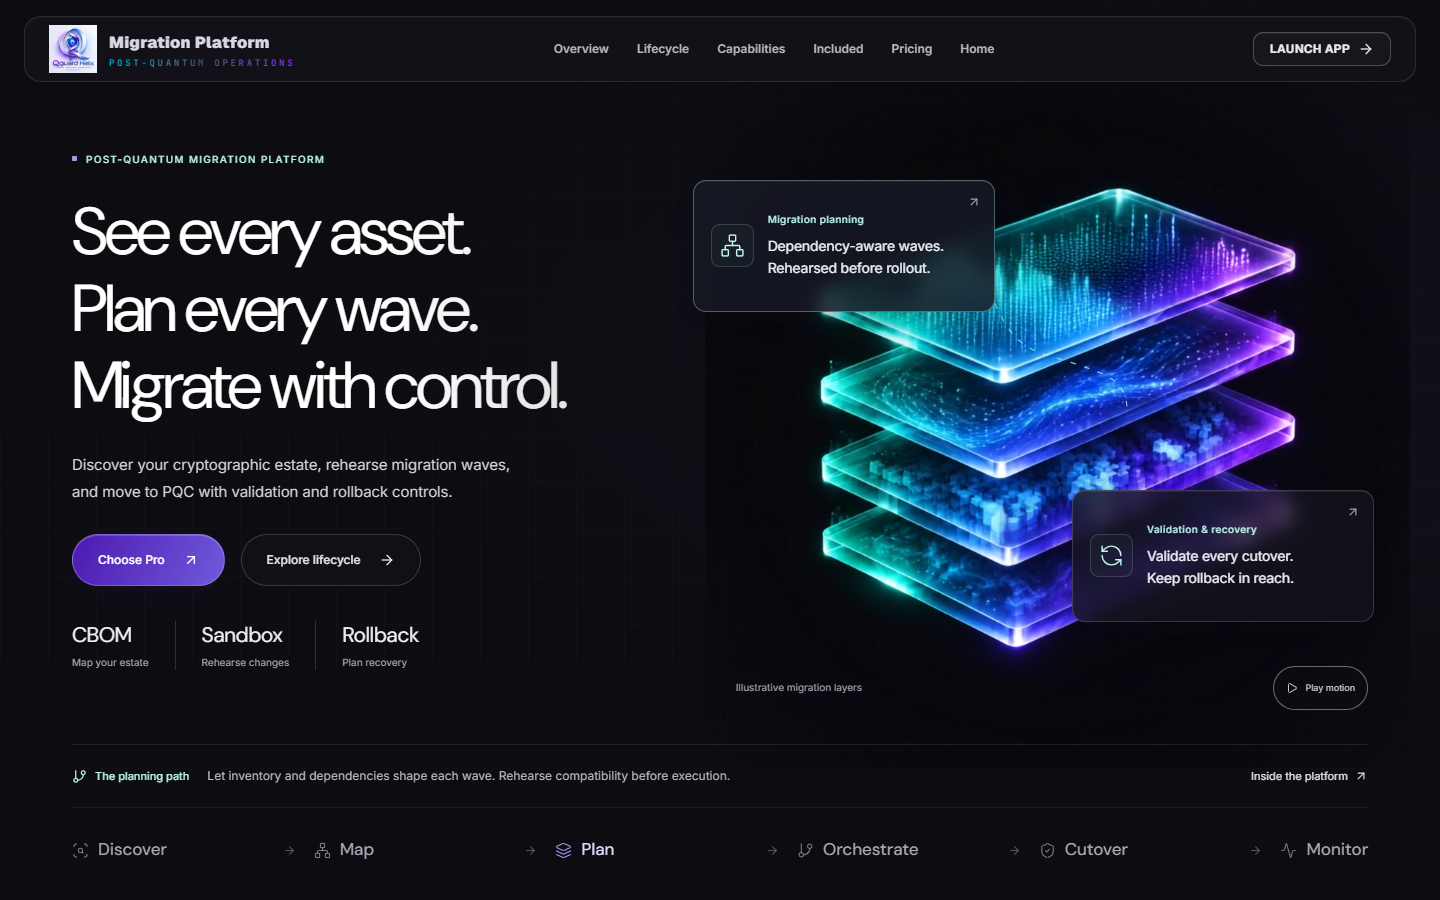 Qguard Helix
Migration Platform
POST-QUANTUM OPERATIONS
Overview
Lifecycle
Capabilities
Included
Pricing
Home
LAUNCH APP
POST-QUANTUM MIGRATION PLATFORM
See every asset.
Plan every wave.
Migrate with control.
Discover your cryptographic estate, rehearse migration waves,
and move to PQC with validation and rollback controls.
Choose Pro
Explore lifecycle
CBOM
Map your estate
Sandbox
Rehearse changes
Rollback
Plan recovery
Migration planning
Dependency-aware waves.
Rehearsed before rollout.
Validation & recovery
Validate every cutover.
Keep rollback in reach.
Illustrative migration layers
Play motion
The planning path
Let inventory and dependencies shape each wave. Rehearse compatibility before execution.
Inside the platform
Discover
Map
Plan
Orchestrate
Cutover
Monitor